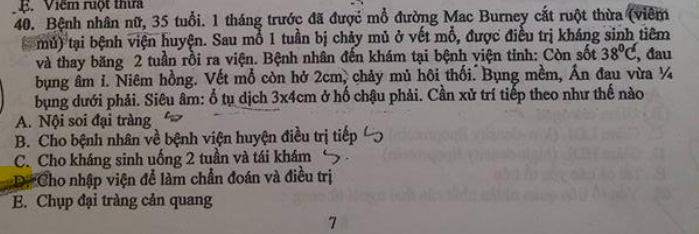 E. Viêm ruột thừa
40. Bệnh nhân nữ, 35 tuổi. 1 tháng trước đã được mổ đường Mac Burney cắt ruột thừa (viêm
mủ) tại bệnh viện huyện. Sau mổ 1 tuần bị chảy mủ ở vết mổ, được điều trị kháng sinh tiêm
và thay băng 2 tuần rồi ra viện. Bệnh nhân đến khám tại bệnh viện tỉnh: Còn sốt 38⁰C, đau
bụng âm ỉ. Niêm hồng. Vết mổ còn hở 2cm, chảy mủ hôi thối. Bụng mềm, Ấn đau vừa ¼
bụng dưới phải. Siêu âm: ổ tụ dịch 3x4cm ở hố chậu phải. Cần xử trí tiếp theo như thế nào
A. Nội soi đại tràng
B. Cho bệnh nhân về bệnh viện huyện điều trị tiếp
C. Cho kháng sinh uống 2 tuần và tái khám
D. Cho nhập viện để làm chẩn đoán và điều trị
E. Chụp đại tràng cản quang
7